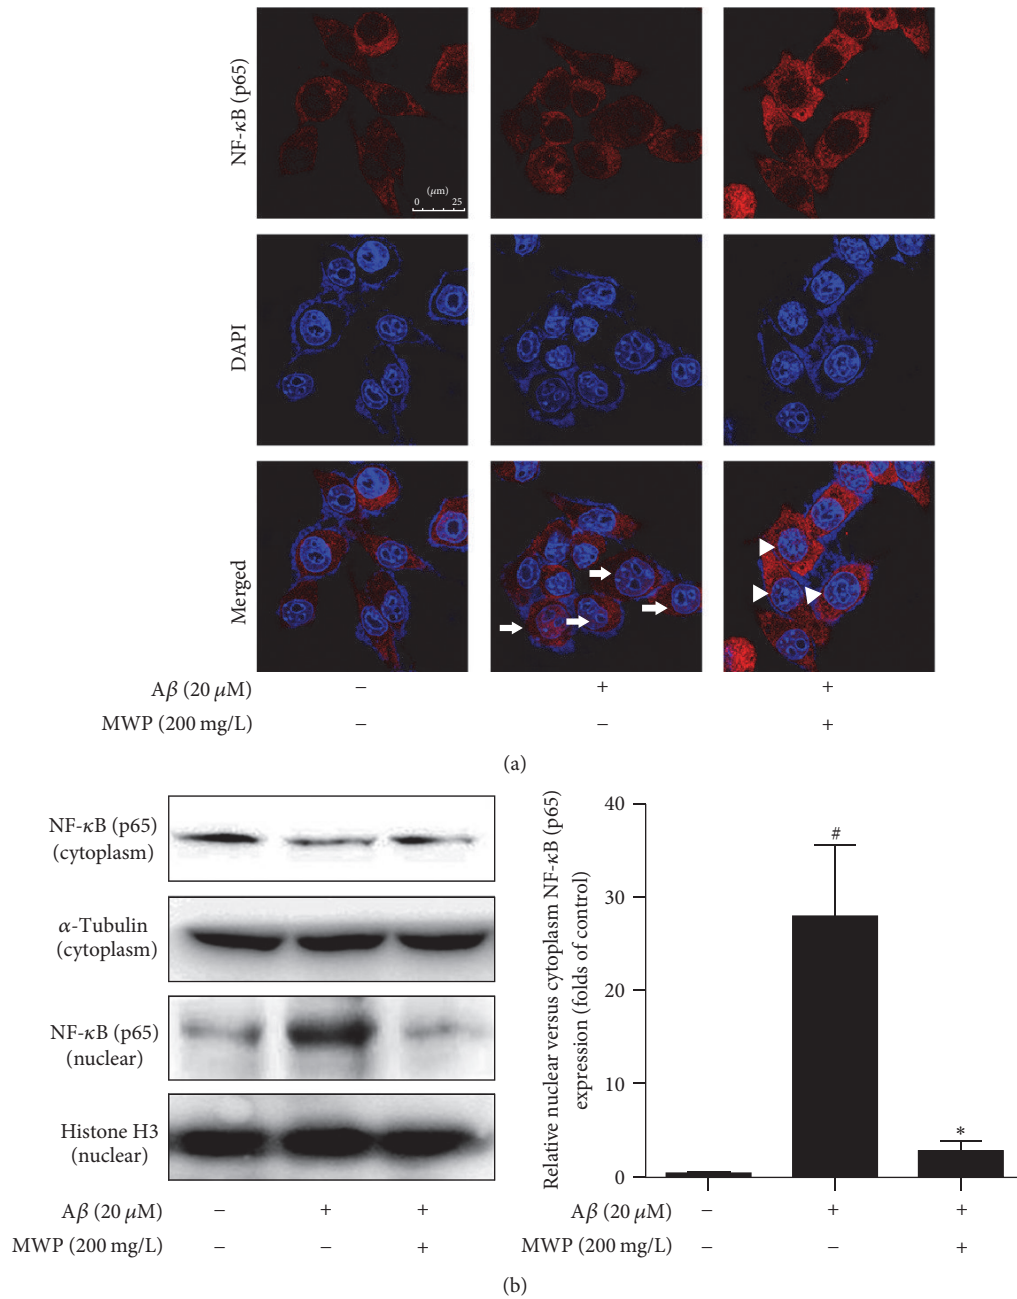 NF-κB (p65)
(μm)
0 25
DAPI
Merged
Aβ (20 μM) − + +
MWP (200 mg/L) − − +
(a)
NF-κB (p65)
(cytoplasm)
α-Tubulin
(cytoplasm)
NF-κB (p65)
(nuclear)
Histone H3
(nuclear)
Aβ (20 μM) − + +
MWP (200 mg/L) − − +
Relative nuclear versus cytoplasm NF-κB (p65)
expression (folds of control)
40
30
20
10
0
#
*
Aβ (20 μM) − + +
MWP (200 mg/L) − − +
(b)